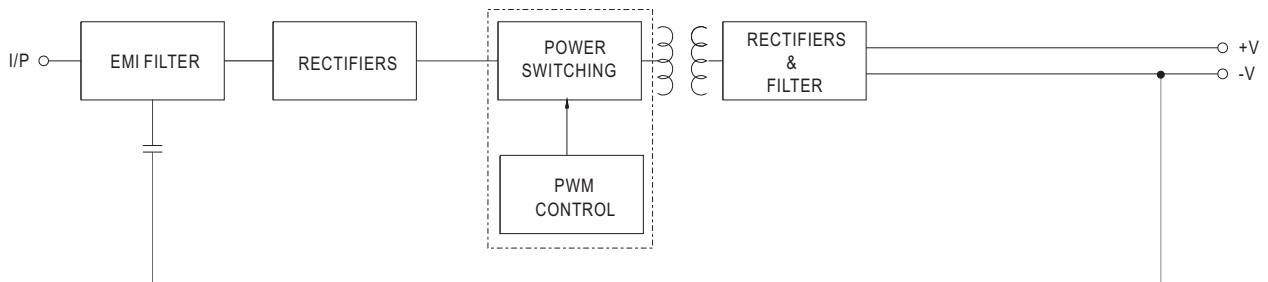 I/P
EMI FILTER
RECTIFIERS
POWER
SWITCHING
PWM
CONTROL
RECTIFIERS
&
FILTER
+V
-V